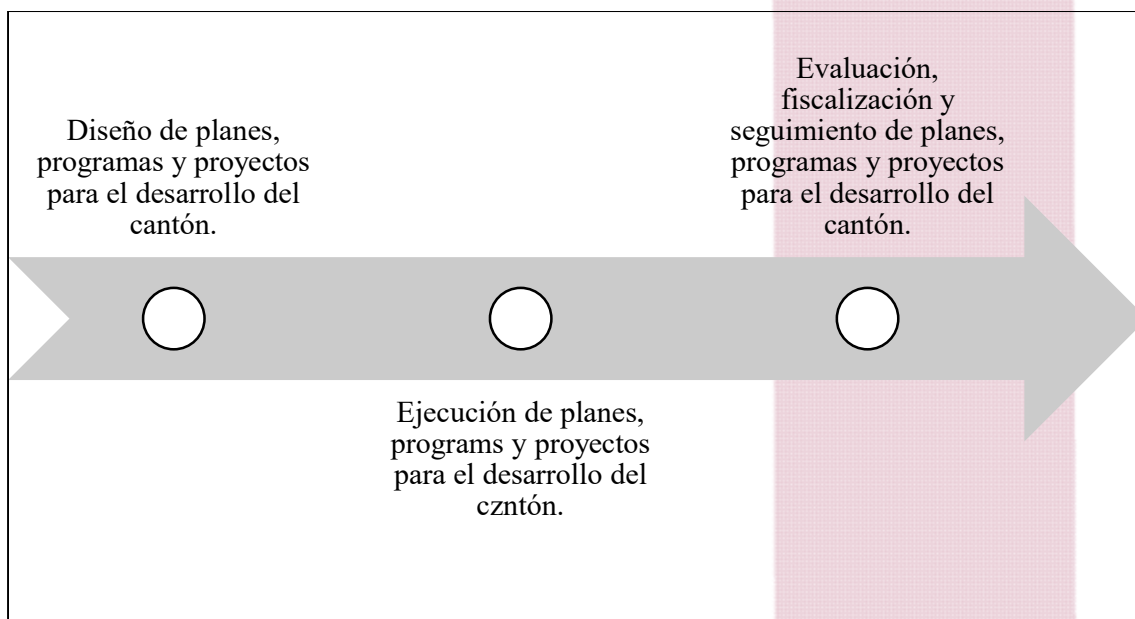 Diseño de planes,
programas y proyectos
para el desarrollo del
cantón.
Ejecución de planes,
programs y proyectos
para el desarrollo del
czntón.
Evaluación,
fiscalización y
seguimiento de planes,
programas y proyectos
para el desarrollo del
cantón.